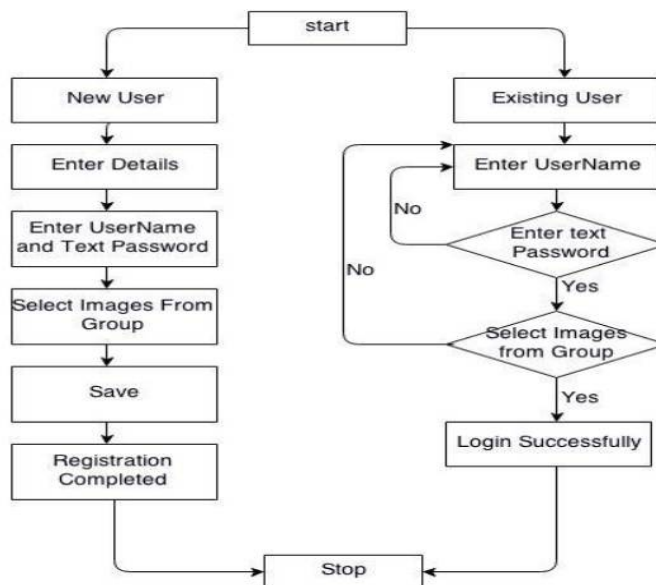 start
New User
Enter Details
Enter UserName
and Text Password
Select Images From
Group
Save
Registration
Completed
Existing User
Enter UserName
No
Enter text
Password
No
Yes
Select Images
from Group
Yes
Login Successfully
Stop